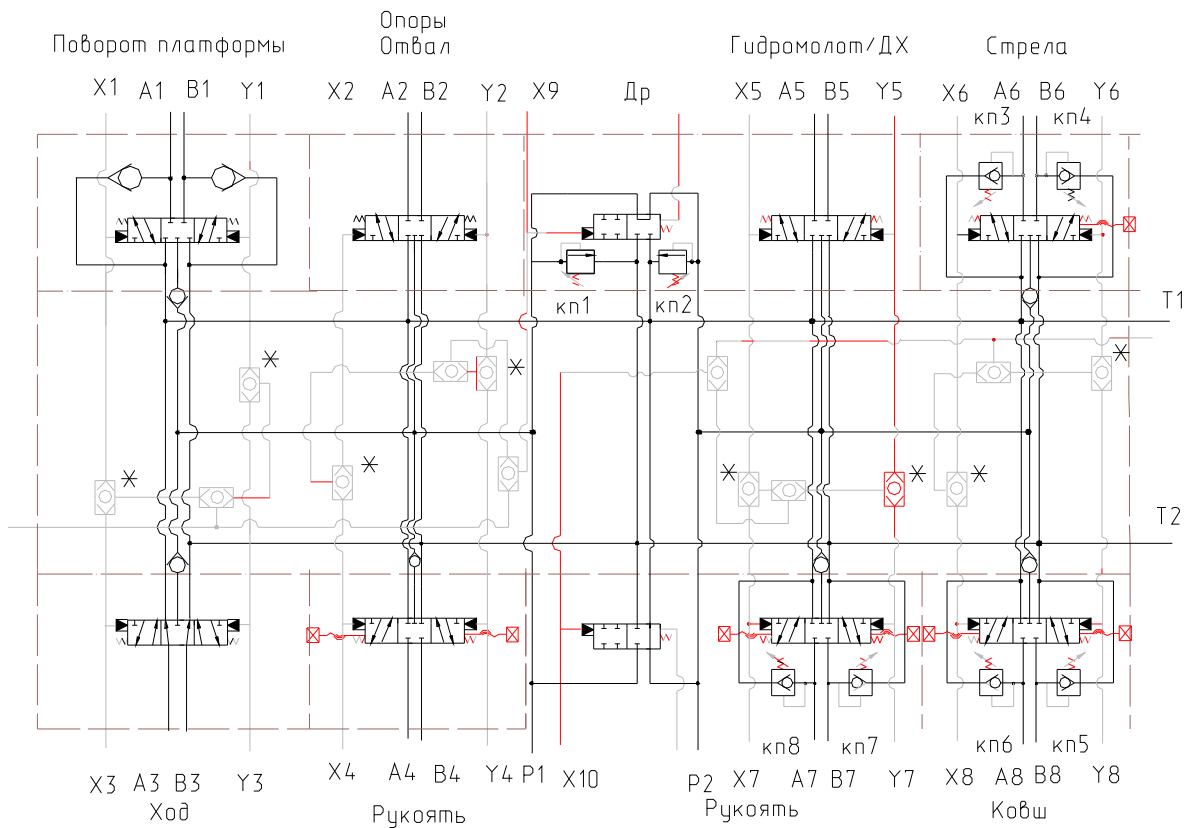 Опоры
Поворот платформы Отвал Гидромолот/ДХ Стрела
X1 A1 B1 Y1 X2 A2 B2 Y2 X9 Др X5 A5 B5 Y5 X6 A6 B6 Y6
кп3 кп4
кп1 кп2
T1
T2
кп8 кп7 кп6 кп5
X3 A3 B3 Y3 X4 A4 B4 Y4 P1 X10 P2 X7 A7 B7 Y7 X8 A8 B8 Y8
Ход Рукоять Рукоять Ковш